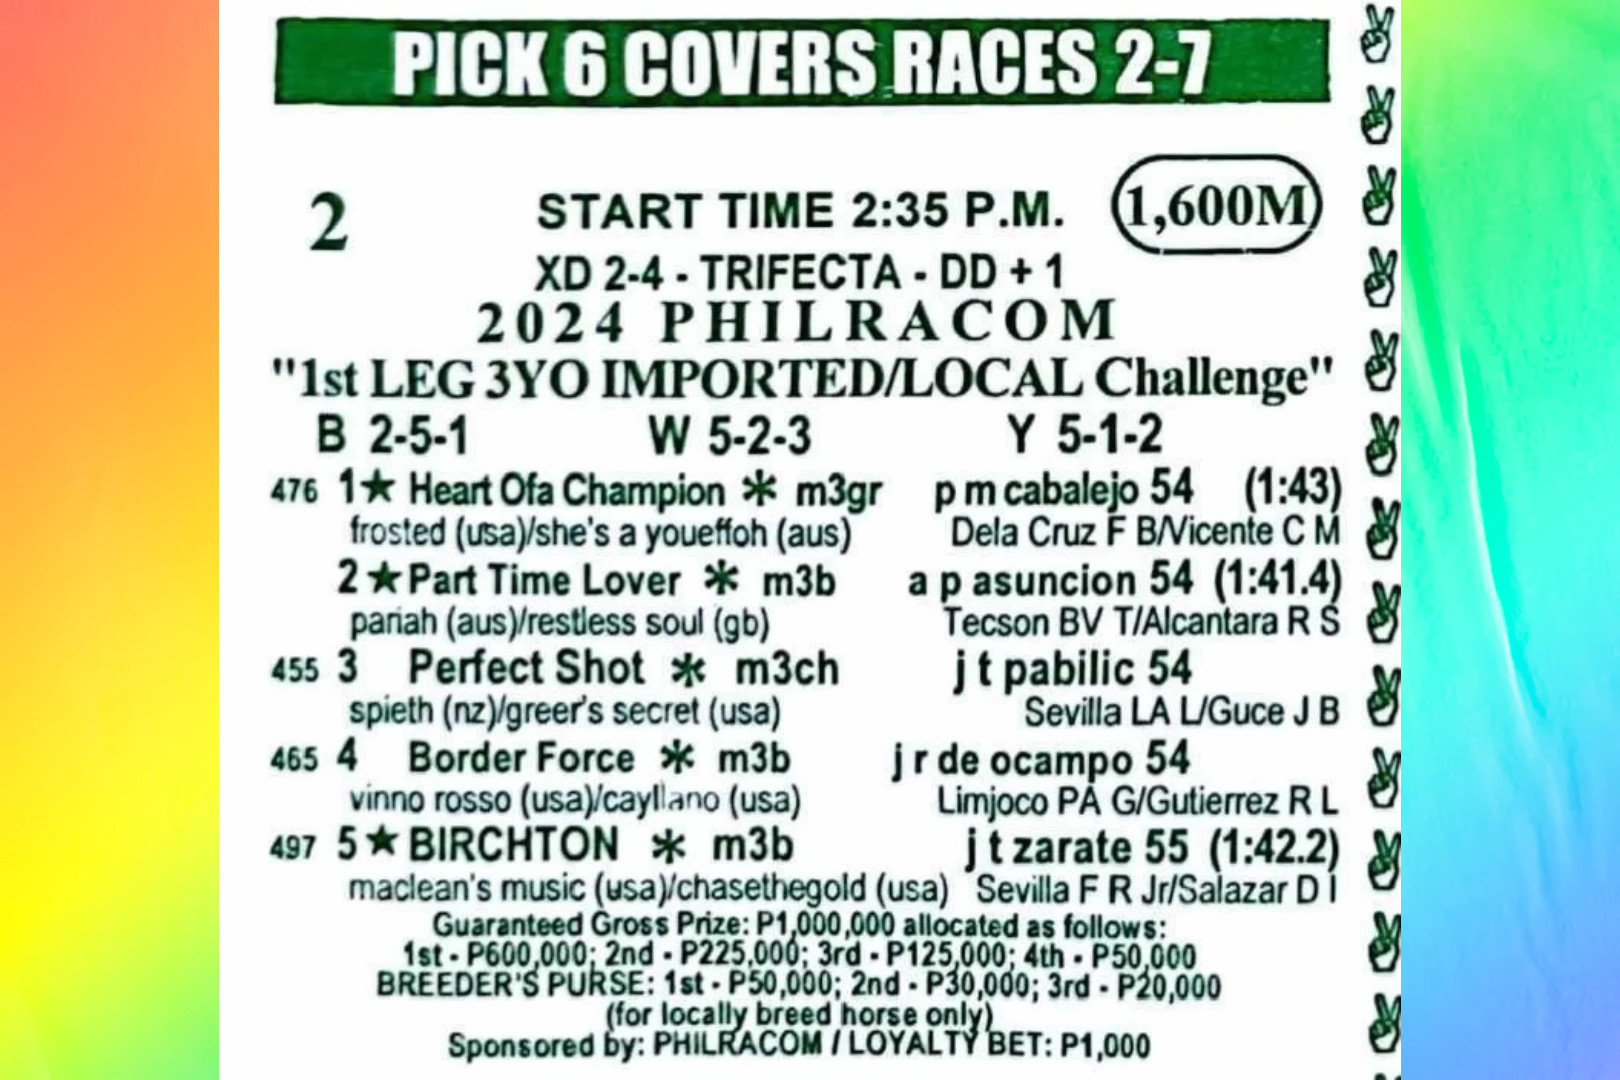 PICK 6 COVERS RACES 2-7
2 START TIME 2:35 P.M. 1,600M
XD 2-4 - TRIFECTA - DD + 1
2024 PHILRACOM
"1st LEG 3YO IMPORTED/LOCAL Challenge"
B 2-5-1 W 5-2-3 Y 5-1-2
476 1★ Heart Ofa Champion * m3gr p m cabalejo 54 (1:43)
frosted (usa)/she's a youeffoh (aus) Dela Cruz F B/Vicente C M
2★Part Time Lover * m3b a p asuncion 54 (1:41.4)
pariah (aus)/restless soul (gb) Tecson BV T/Alcantara R S
455 3 Perfect Shot * m3ch j t pabilic 54
spieth (nz)/greer's secret (usa) Sevilla LA L/Guce J B
465 4 Border Force * m3b j r de ocampo 54
vinno rosso (usa)/cayllano (usa) Limjoco PA G/Gutierrez R L
497 5★BIRCHTON * m3b j t zarate 55 (1:42.2)
maclean's music (usa)/chasethegold (usa) Sevilla F R Jr/Salazar D I
Guaranteed Gross Prize: P1,000,000 allocated as follows:
1st - P600,000; 2nd - P225,000; 3rd - P125,000; 4th - P50,000
BREEDER'S PURSE: 1st - P50,000; 2nd - P30,000; 3rd - P20,000
(for locally breed horse only)
Sponsored by: PHILRACOM / LOYALTY BET: P1,000